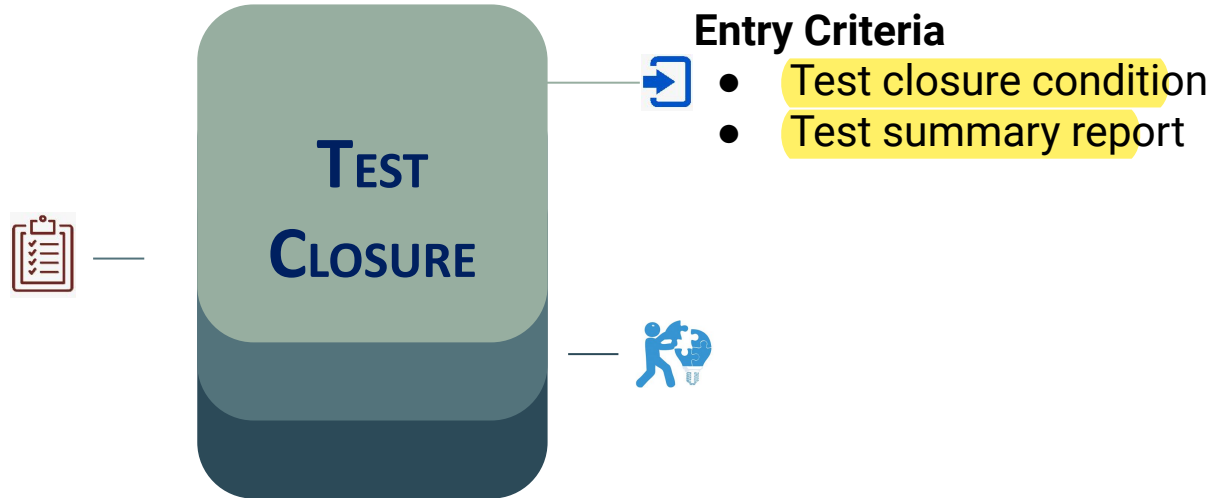 TEST
CLOSURE
Entry Criteria
● Test closure condition
● Test summary report